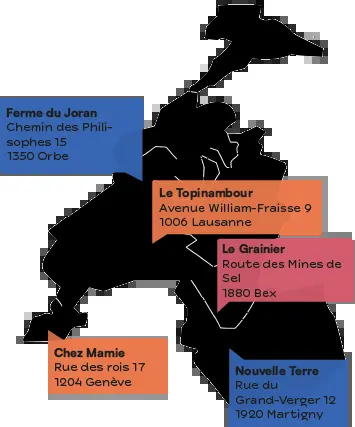 Ferme du Joran
Chemin des Phili-
sophes 15
1350 Orbe
Le Topinambour
Avenue William-Fraisse 9
1006 Lausanne
Le Grainier
Route des Mines de
Sel
1880 Bex
Chez Mamie
Rue des rois 17
1204 Genève
Nouvelle Terre
Rue du
Grand-Verger 12
1920 Martigny